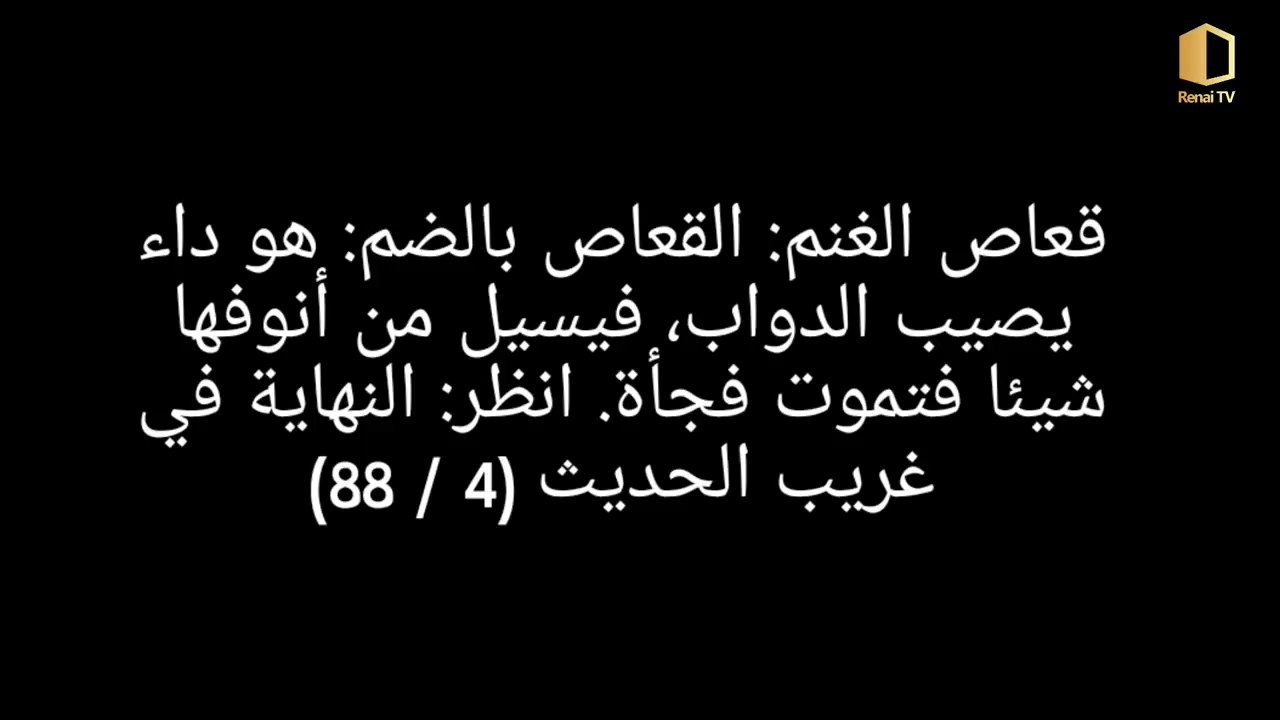 Renai TV
قعاص الغنم: القعاص بالضم: هو داء
يصيب الدواب، فيسيل من أنوفها
شيئا فتموت فجأة. انظر: النهاية في
غريب الحديث (4 / 88)